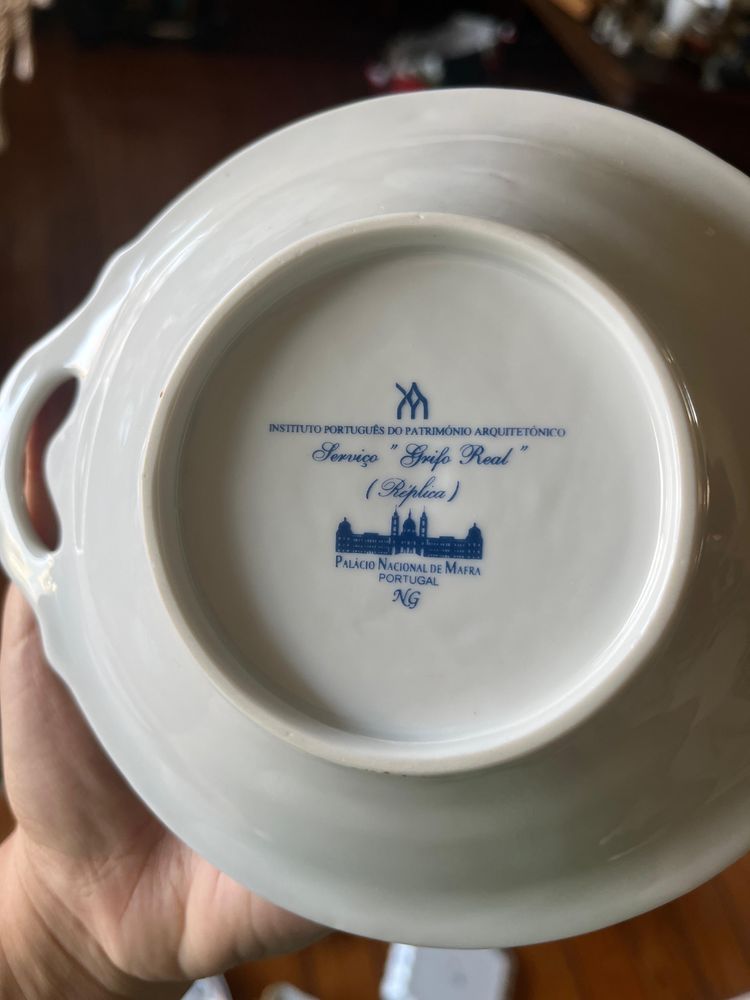 INSTITUTO PORTUGUÊS DO PATRIMÓNIO ARQUITETÓNICO
Serviço " Grifo Real "
(Réplica)
PALÁCIO NACIONAL DE MAFRA
PORTUGAL
NG